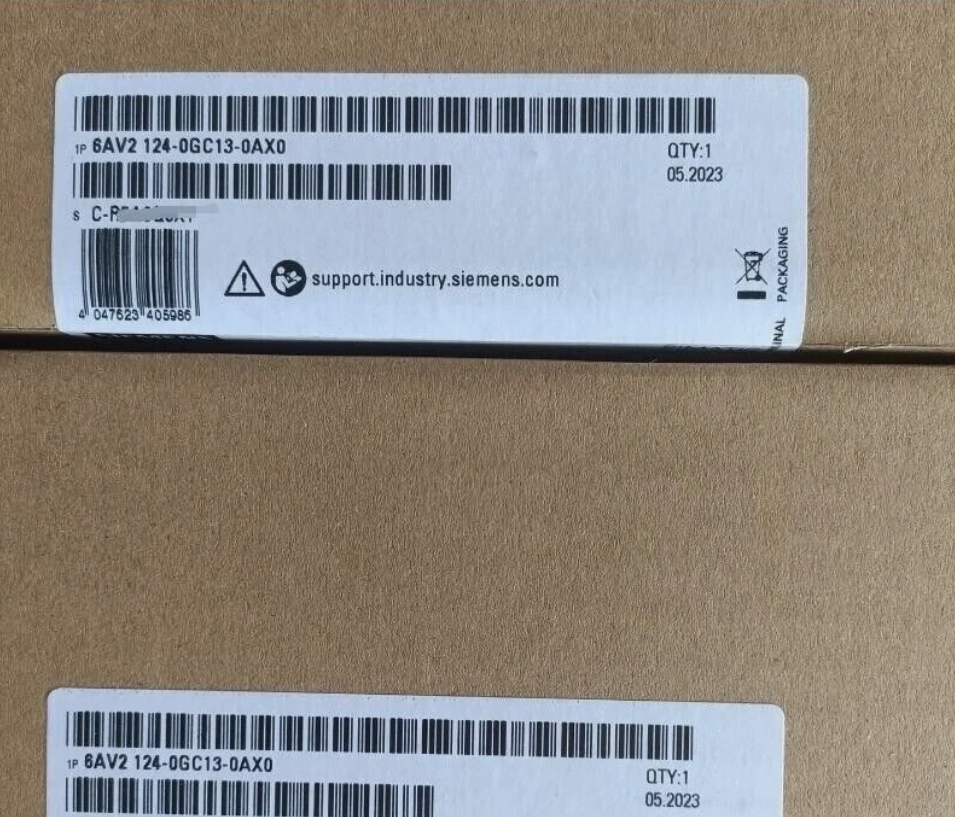 1P 6AV2 124-0GC13-0AX0
QTY:1
05.2023
S C-R
support.industry.siemens.com
4 047623 405986
PACKAGING
1P 6AV2 124-0GC13-0AX0
QTY:1
05.2023